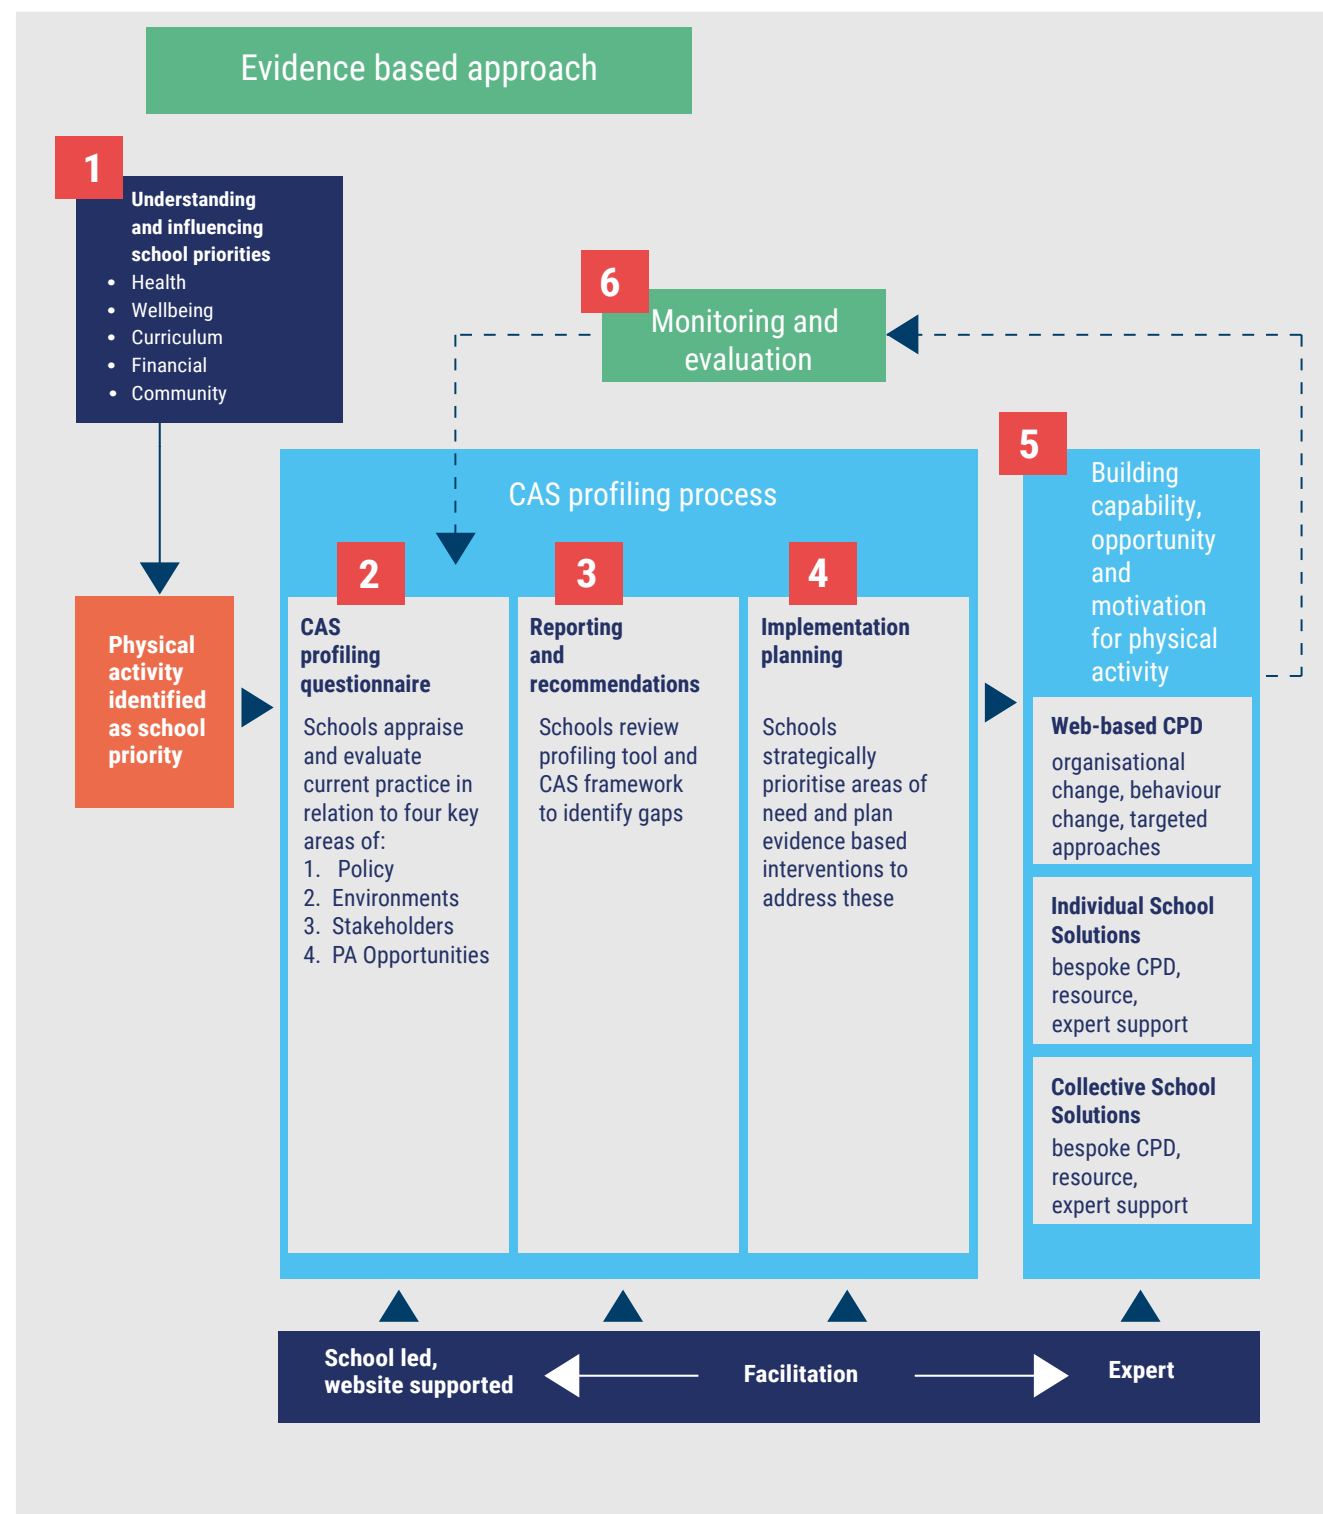 Evidence based approach
1
Understanding
and influencing
school priorities
• Health
• Wellbeing
• Curriculum
• Financial
• Community
6
Monitoring and
evaluation
Physical
activity
identified
as school
priority
CAS profiling process
2
CAS
profiling
questionnaire
Schools appraise
and evaluate
current practice in
relation to four key
areas of:
1. Policy
2. Environments
3. Stakeholders
4. PA Opportunities
3
Reporting
and
recommendations
Schools review
profiling tool and
CAS framework
to identify gaps
4
Implementation
planning
Schools
strategically
prioritise areas of
need and plan
evidence based
interventions to
address these
5
Building
capability,
opportunity
and
motivation
for physical
activity
Web-based CPD
organisational
change, behaviour
change, targeted
approaches
Individual School
Solutions
bespoke CPD,
resource,
expert support
Collective School
Solutions
bespoke CPD,
resource,
expert support
School led,
website supported
Facilitation
Expert